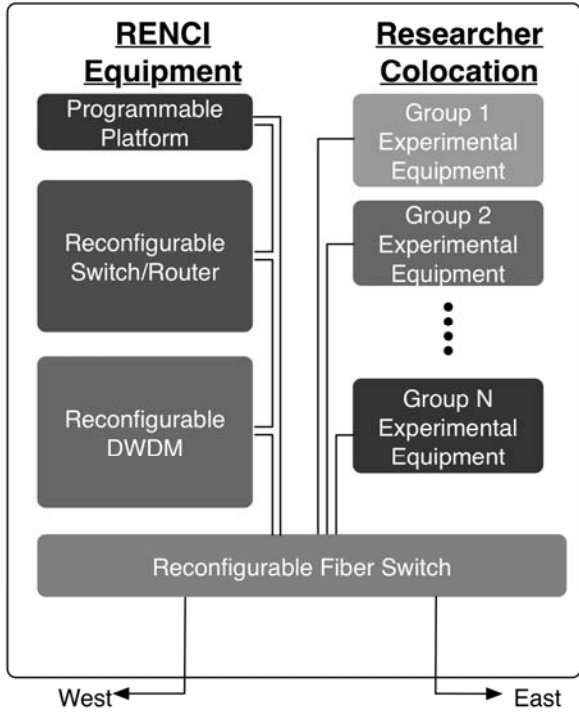 RENCI
Equipment
Programmable
Platform
Reconfigurable
Switch/Router
Reconfigurable
DWDM
Researcher
Colocation
Group 1
Experimental
Equipment
Group 2
Experimental
Equipment
Group N
Experimental
Equipment
Reconfigurable Fiber Switch
West
East